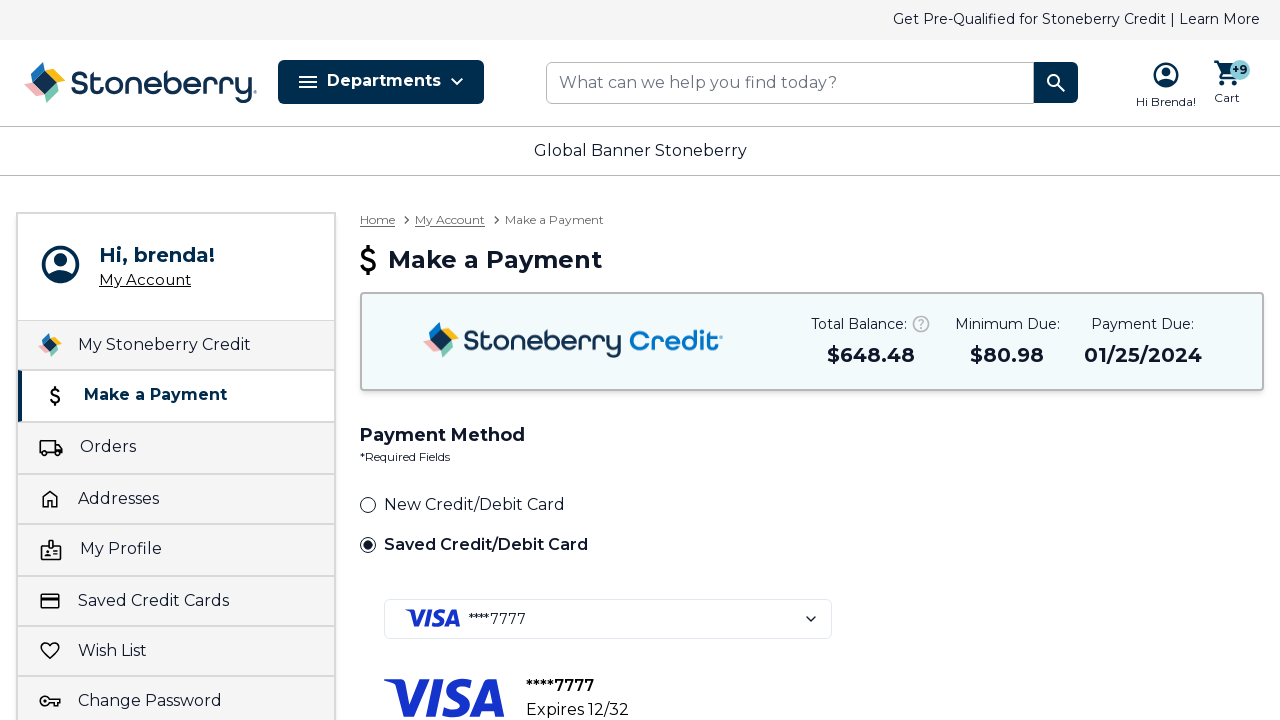 Get Pre-Qualified for Stoneberry Credit | Learn More
Stoneberry
Departments
What can we help you find today?
Hi Brenda!
+9
Cart
Global Banner Stoneberry
Hi, brenda!
My Account
My Stoneberry Credit
Make a Payment
Orders
Addresses
My Profile
Saved Credit Cards
Wish List
Change Password
Home > My Account > Make a Payment
$ Make a Payment
Stoneberry Credit
Total Balance: ? Minimum Due: Payment Due:
$648.48 $80.98 01/25/2024
Payment Method
*Required Fields
New Credit/Debit Card
Saved Credit/Debit Card
VISA ****7777
VISA ****7777
Expires 12/32